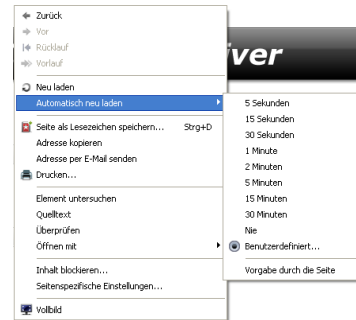 Zurück
Vor
Rücklauf
Vorlauf
iver
Neu laden
Automatisch neu laden
Seite als Lesezeichen speichern... Strg+D
Adresse kopieren
Adresse per E-Mail senden
Drucken...
Element untersuchen
Quelltext
Überprüfen
Öffnen mit
Inhalt blockieren...
Seitenspezifische Einstellungen...
Vollbild
5 Sekunden
15 Sekunden
30 Sekunden
1 Minute
2 Minuten
5 Minuten
15 Minuten
30 Minuten
Nie
Benutzerdefiniert...
Vorgabe durch die Seite